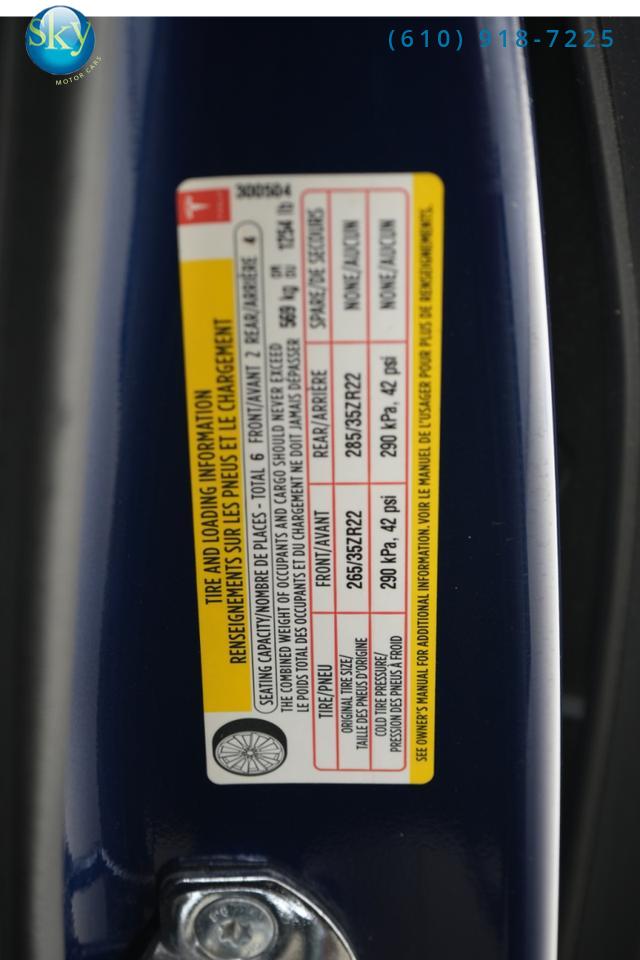 Sky
MOTOR CARS
(610) 918-7225
300504
TIRE AND LOADING INFORMATION
RENSEIGNEMENTS SUR LES PNEUS ET LE CHARGEMENT
SEATING CAPACITY/NOMBRE DE PLACES - TOTAL 6 FRONT/AVANT 2 REAR/ARRIÈRE 4
THE COMBINED WEIGHT OF OCCUPANTS AND CARGO SHOULD NEVER EXCEED
LE POIDS TOTAL DES OCCUPANTS ET DU CHARGEMENT NE DOIT JAMAIS DÉPASSER
569 kg OR OU 1254 lb
TIRE/PNEU FRONT/AVANT REAR/ARRIÈRE SPARE/DE SECOURS
ORIGINAL TIRE SIZE/
TAILLE DES PNEUS D'ORIGINE
265/35ZR22 285/35ZR22 NONE/AUCUN
COLD TIRE PRESSURE/
PRESSION DES PNEUS À FROID
290 kPa, 42 psi 290 kPa, 42 psi NONE/AUCUN
SEE OWNER'S MANUAL FOR ADDITIONAL INFORMATION. VOIR LE MANUEL DE L'USAGER POUR PLUS DE RENSEIGNEMENTS.